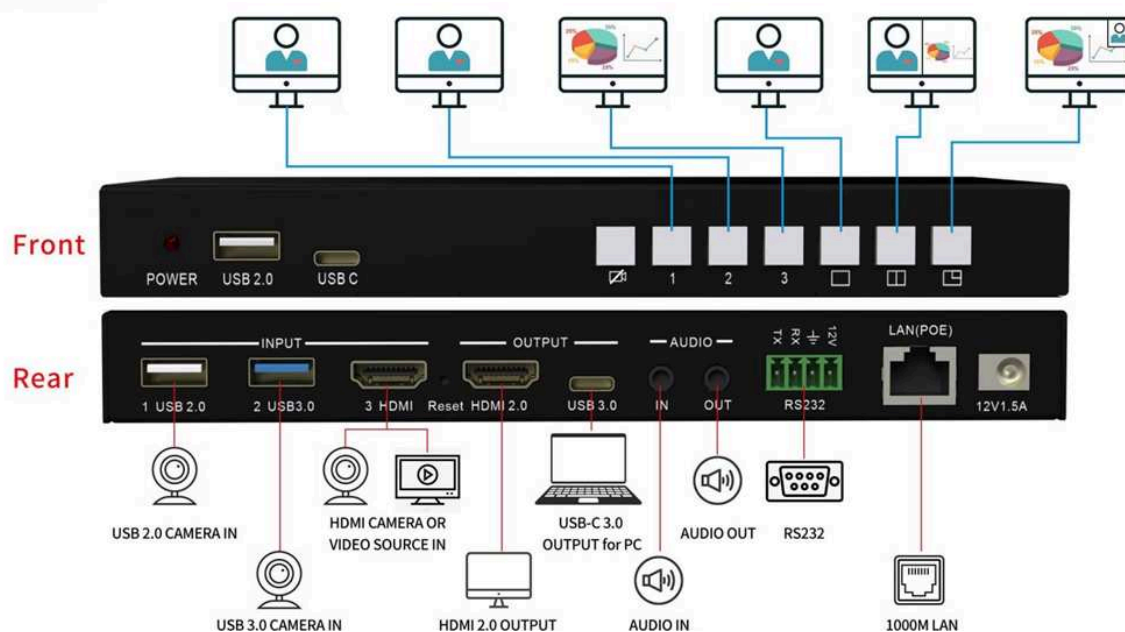 Front
POWER
USB 2.0
USB C
1
2
3
Rear
INPUT
OUTPUT
AUDIO
TX
RX
12V
LAN(POE)
1 USB 2.0
2 USB3.0
3 HDMI
Reset
HDMI 2.0
USB 3.0
IN
OUT
RS232
12V1.5A
USB 2.0 CAMERA IN
HDMI CAMERA OR
VIDEO SOURCE IN
USB-C 3.0
OUTPUT for PC
AUDIO OUT
RS232
USB 3.0 CAMERA IN
HDMI 2.0 OUTPUT
AUDIO IN
1000M LAN